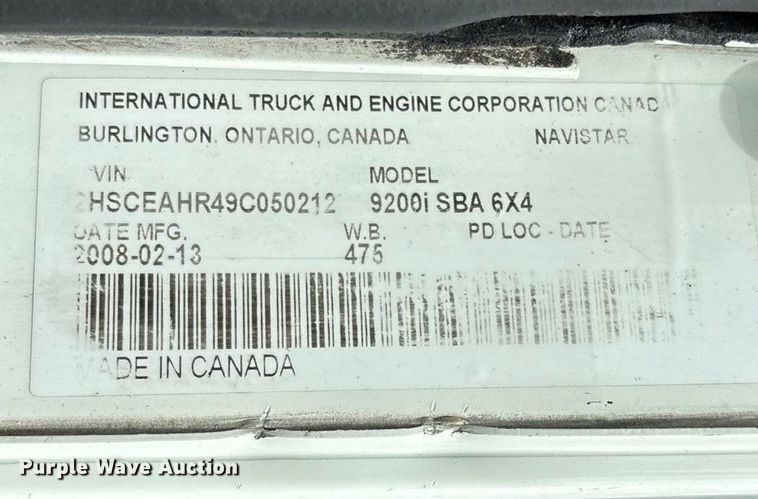 INTERNATIONAL TRUCK AND ENGINE CORPORATION CANADA
BURLINGTON, ONTARIO, CANADA NAVISTAR
VIN MODEL
2HSCEAHR49C050212 9200i SBA 6X4
DATE MFG. W.B. PD LOC - DATE
2008-02-13 475
MADE IN CANADA
Purple Wave Auction